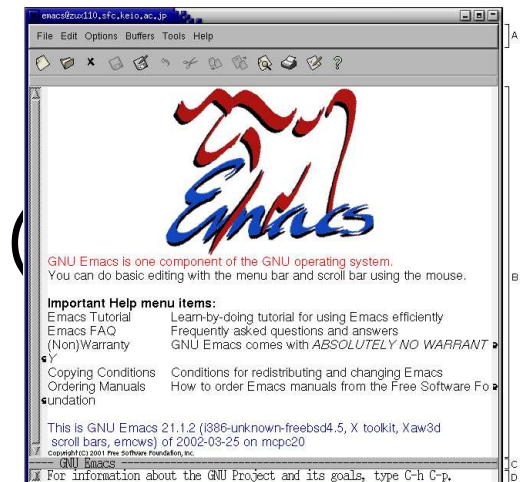 emacs@zux110.sfc.keio.ac.jp
File Edit Options Buffers Tools Help
A
Emacs
GNU Emacs is one component of the GNU operating system.
You can do basic editing with the menu bar and scroll bar using the mouse.
B
Important Help menu items:
Emacs Tutorial Learn-by-doing tutorial for using Emacs efficiently
Emacs FAQ Frequently asked questions and answers
(Non)Warranty GNU Emacs comes with ABSOLUTELY NO WARRANT
Y
Copying Conditions Conditions for redistributing and changing Emacs
Ordering Manuals How to order Emacs manuals from the Free Software Fo
undation
This is GNU Emacs 21.1.2 (i386-unknown-freebsd4.5, X toolkit, Xaw3d
scroll bars, emcws) of 2002-03-25 on mcpc20
Copyright (C) 2001 Free Software Foundation, Inc.
---- GNU Emacs ----
C
For information about the GNU Project and its goals, type C-h C-p.
D